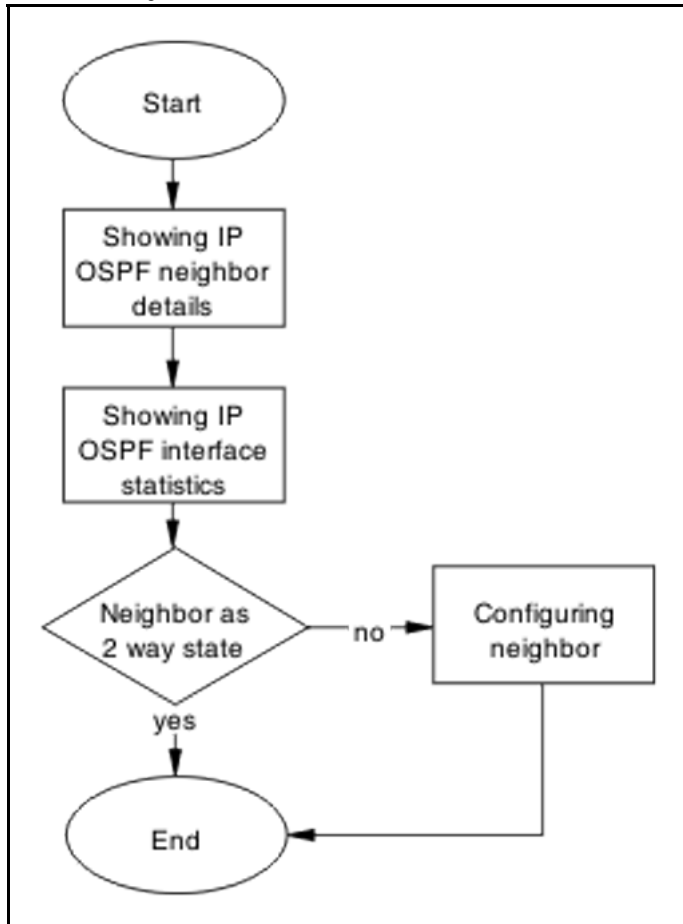 Start
Showing IP
OSPF neighbor
details
Showing IP
OSPF interface
statistics
Neighbor as
2 way state
no
Configuring
neighbor
yes
End